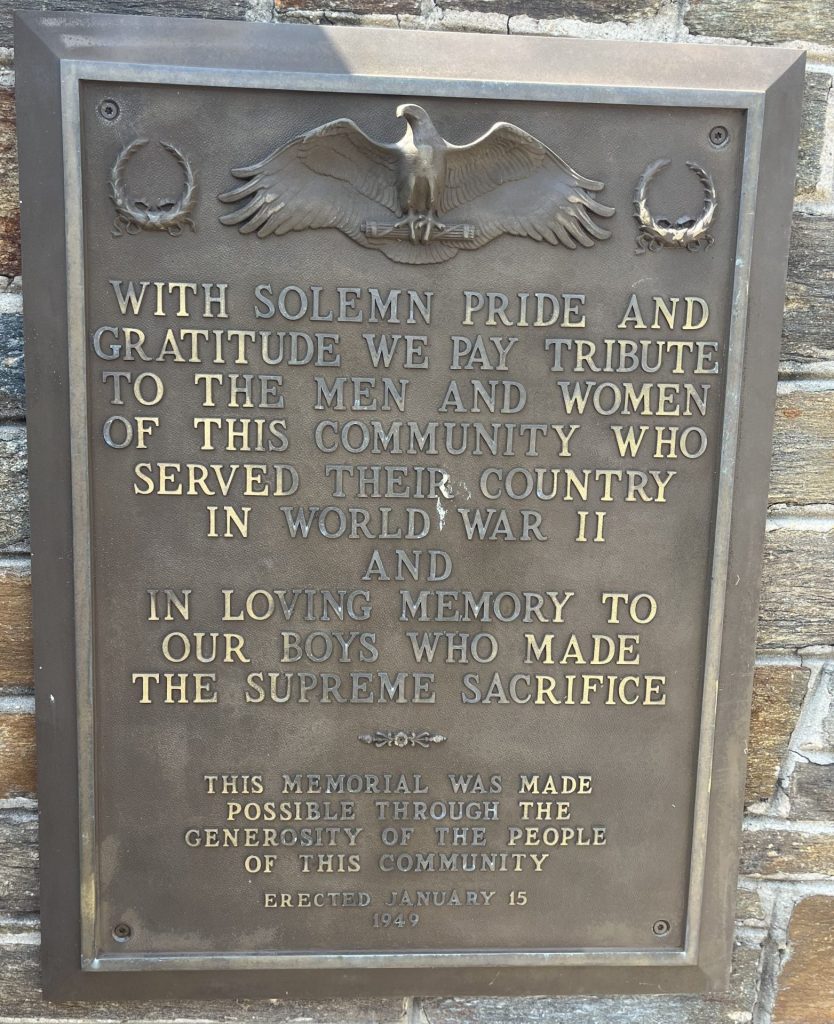 WITH SOLEMN PRIDE AND
GRATITUDE WE PAY TRIBUTE
TO THE MEN AND WOMEN
OF THIS COMMUNITY WHO
SERVED THEIR COUNTRY
IN WORLD WAR II
AND
IN LOVING MEMORY TO
OUR BOYS WHO MADE
THE SUPREME SACRIFICE
THIS MEMORIAL WAS MADE
POSSIBLE THROUGH THE
GENEROSITY OF THE PEOPLE
OF THIS COMMUNITY
ERECTED JANUARY 15
1949